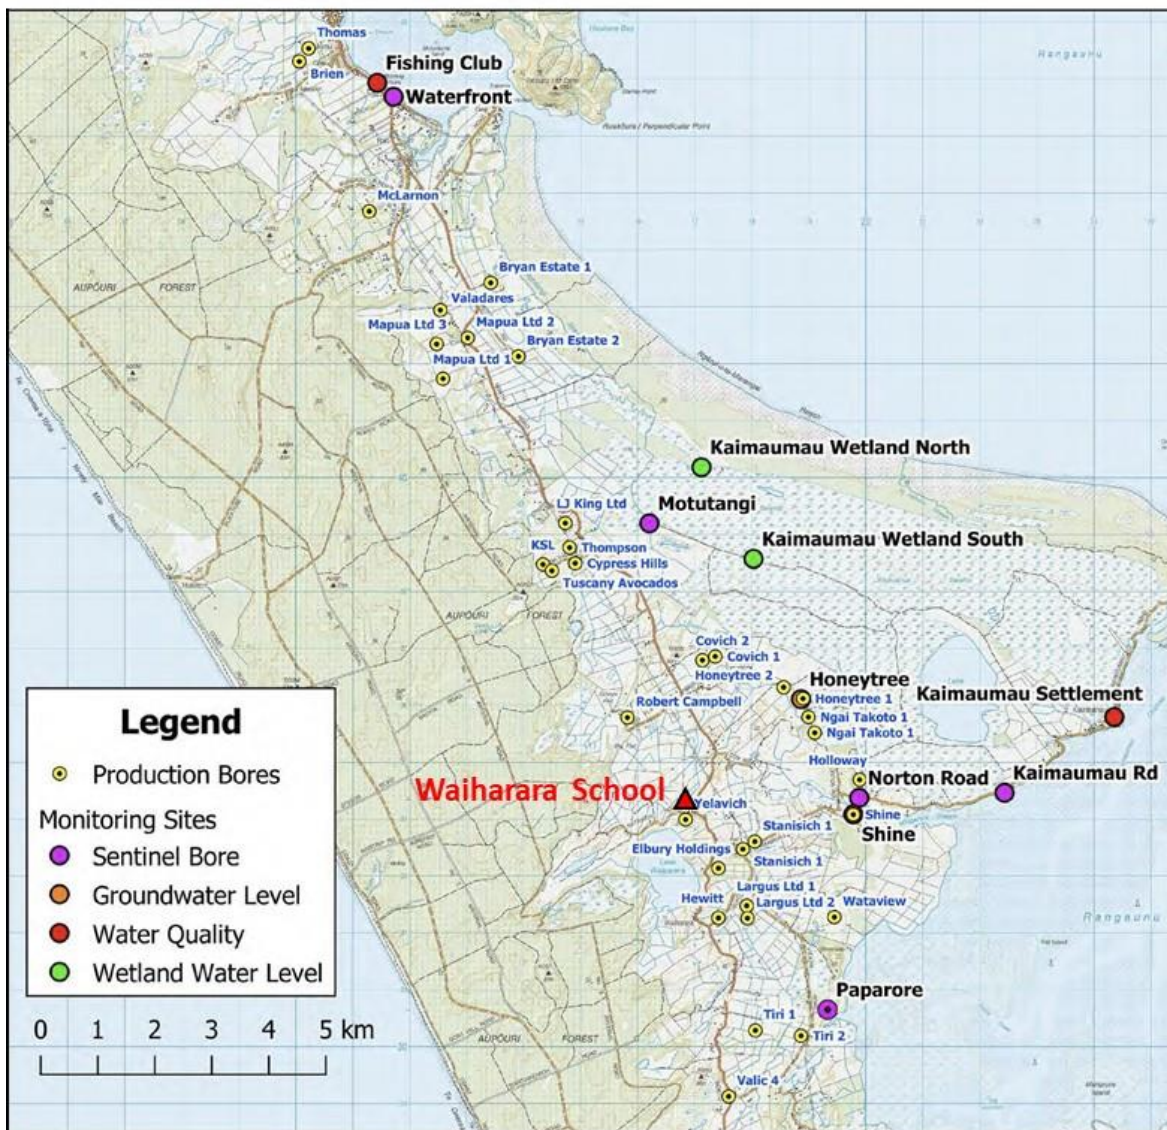 Thomas
Brien
Fishing Club
Waterfront
Rangaunu
McLarnon
Bryan Estate 1
AUPŌURI FOREST
Valadares
Mapua Ltd 3
Mapua Ltd 2
Bryan Estate 2
Mapua Ltd 1
Kaimaumau Wetland North
LJ King Ltd
Motutangi
KSL
Thompson
Kaimaumau Wetland South
Cypress Hills
Tuscany Avocados
AUPŌURI FOREST
Covich 2
Covich 1
Honeytree 2
Honeytree
Kaimaumau Settlement
Robert Campbell
Honeytree 1
Ngai Takoto 1
Ngai Takoto 1
Holloway
Norton Road
Kaimaumau Rd
Waiharara School
Yelavich
Shine
Stanisich 1
Shine
Elbury Holdings
Stanisich 1
Largus Ltd 1
Hewitt
Largus Ltd 2
Wataview
Rangaunu
Paparore
Tiri 1
Tiri 2
AUPŌURI FOREST
Valic 4
Legend
Production Bores
Monitoring Sites
Sentinel Bore
Groundwater Level
Water Quality
Wetland Water Level
0 1 2 3 4 5 km